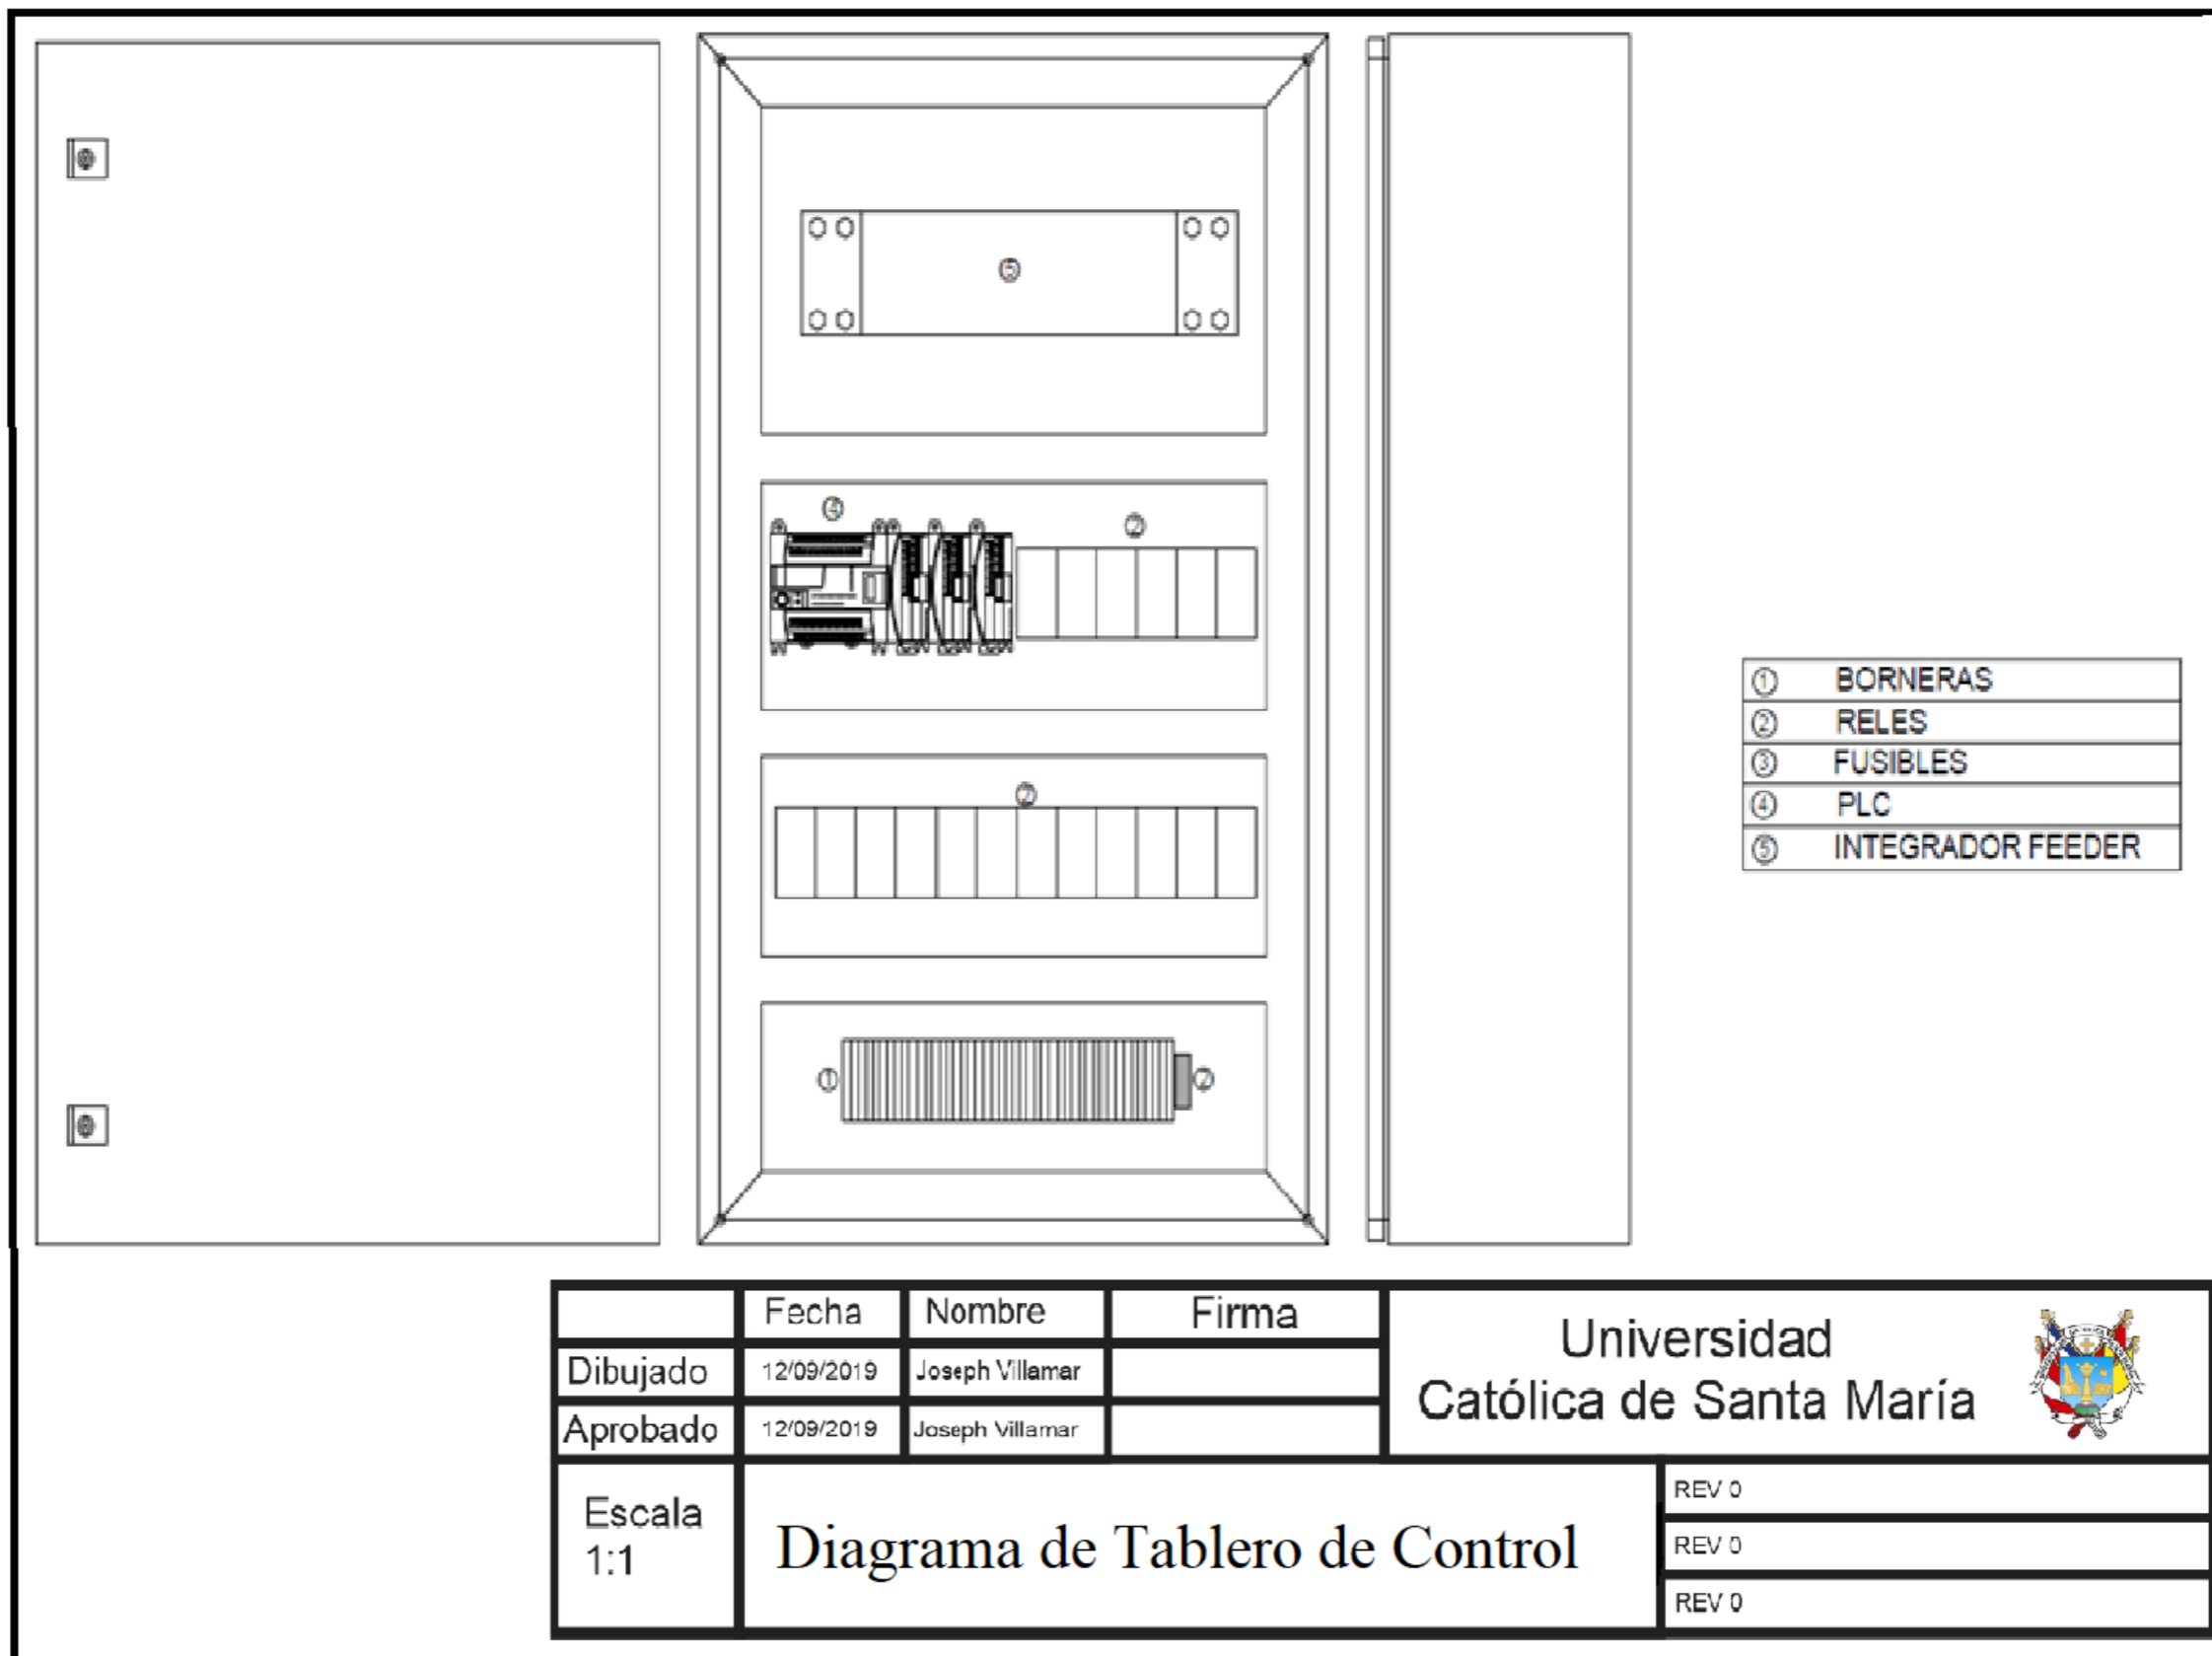 ⑤
④
②
②
①
②
① BORNERAS
② RELES
③ FUSIBLES
④ PLC
⑤ INTEGRADOR FEEDER
Fecha Nombre Firma
Dibujado 12/09/2019 Joseph Villamar
Aprobado 12/09/2019 Joseph Villamar
Universidad
Católica de Santa María
Escala
1:1
Diagrama de Tablero de Control
REV 0
REV 0
REV 0